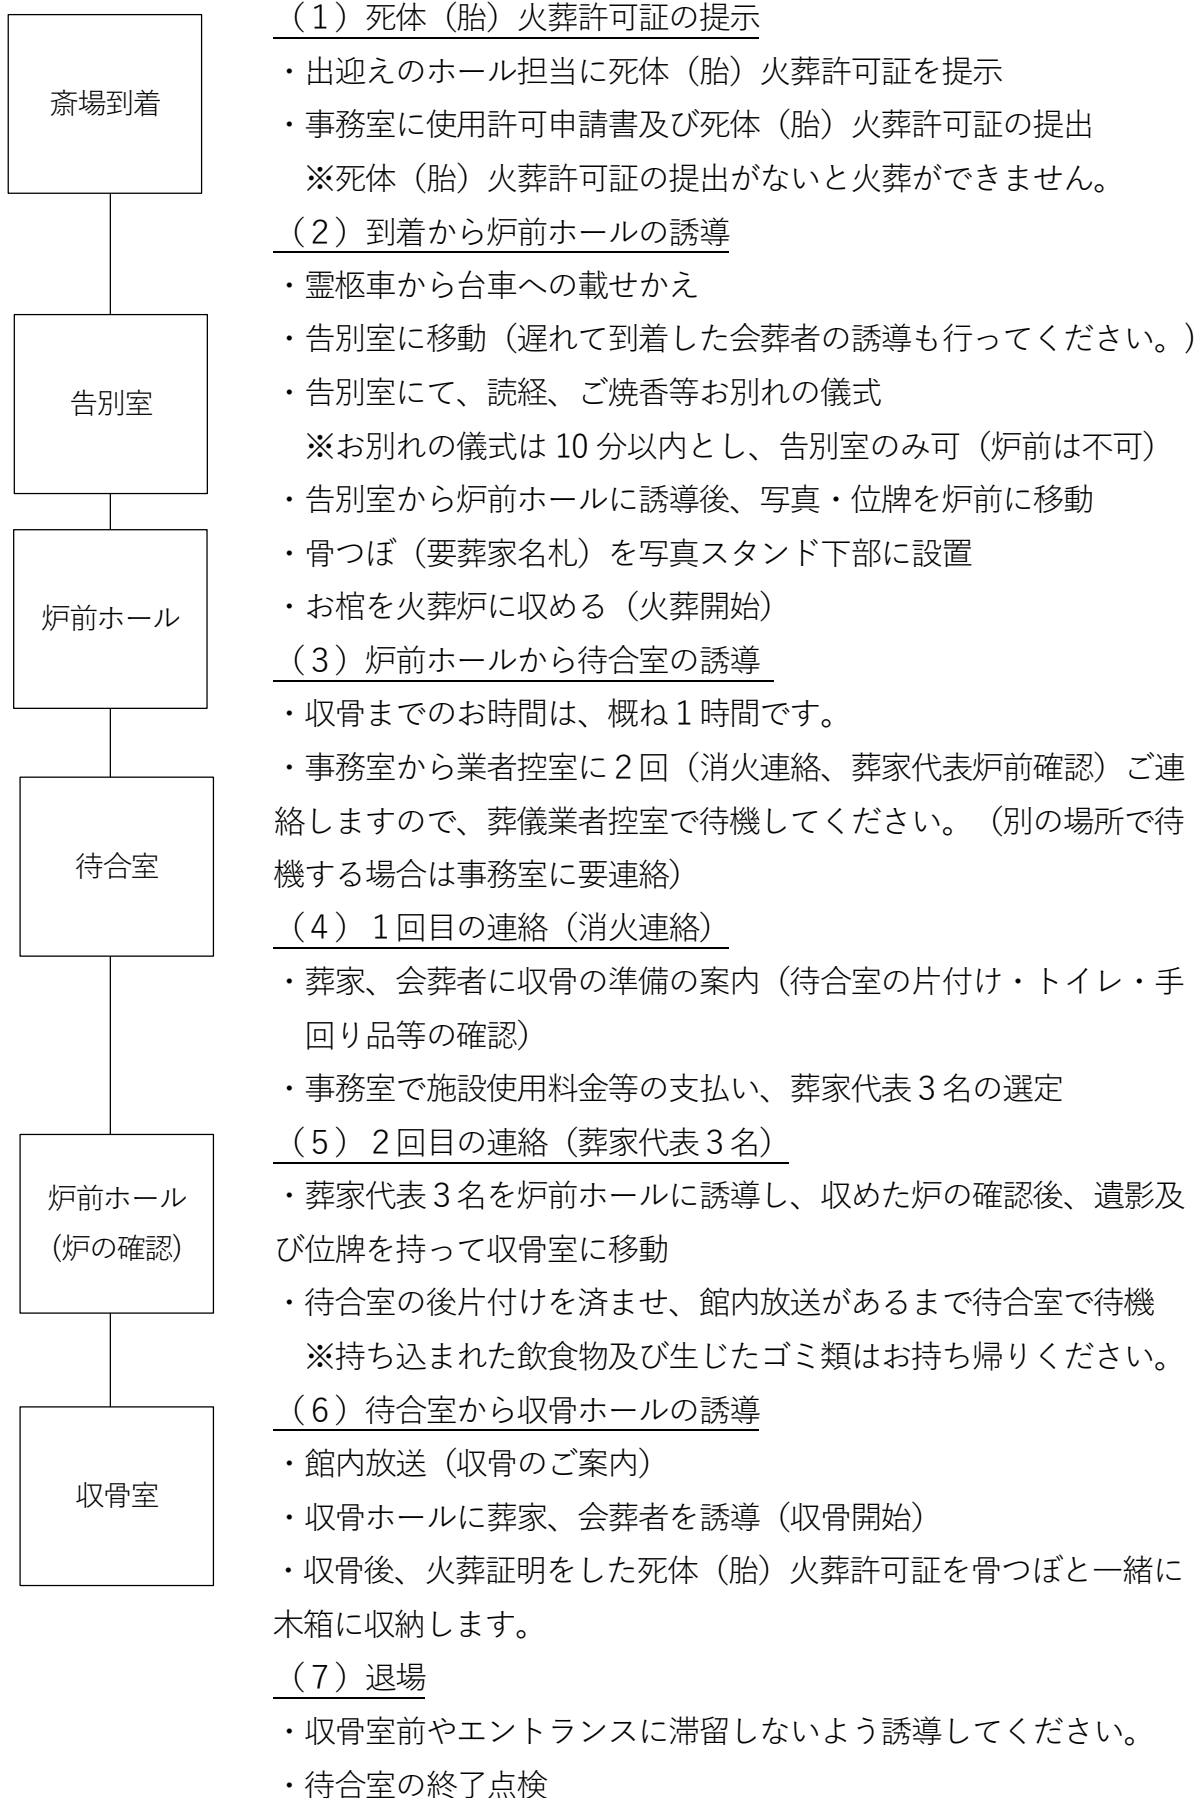 斎場到着
告別室
炉前ホール
待合室
炉前ホール
(炉の確認)
収骨室
（１）死体（胎）火葬許可証の提示
・出迎えのホール担当に死体（胎）火葬許可証を提示
・事務室に使用許可申請書及び死体（胎）火葬許可証の提出
※死体（胎）火葬許可証の提出がないと火葬ができません。
（２）到着から炉前ホールの誘導
・霊柩車から台車への載せかえ
・告別室に移動（遅れて到着した会葬者の誘導も行ってください。）
・告別室にて、読経、ご焼香等お別れの儀式
※お別れの儀式は 10 分以内とし、告別室のみ可（炉前は不可）
・告別室から炉前ホールに誘導後、写真・位牌を炉前に移動
・骨つぼ（要葬家名札）を写真スタンド下部に設置
・お棺を火葬炉に収める（火葬開始）
（３）炉前ホールから待合室の誘導
・収骨までのお時間は、概ね１時間です。
・事務室から業者控室に２回（消火連絡、葬家代表炉前確認）ご連
絡しますので、葬儀業者控室で待機してください。（別の場所で待
機する場合は事務室に要連絡）
（４）１回目の連絡（消火連絡）
・葬家、会葬者に収骨の準備の案内（待合室の片付け・トイレ・手
回り品等の確認）
・事務室で施設使用料金等の支払い、葬家代表３名の選定
（５）２回目の連絡（葬家代表３名）
・葬家代表３名を炉前ホールに誘導し、収めた炉の確認後、遺影及
び位牌を持って収骨室に移動
・待合室の後片付けを済ませ、館内放送があるまで待合室で待機
※持ち込まれた飲食物及び生じたゴミ類はお持ち帰りください。
（６）待合室から収骨ホールの誘導
・館内放送（収骨のご案内）
・収骨ホールに葬家、会葬者を誘導（収骨開始）
・収骨後、火葬証明をした死体（胎）火葬許可証を骨つぼと一緒に
木箱に収納します。
（７）退場
・収骨室前やエントランスに滞留しないよう誘導してください。
・待合室の終了点検